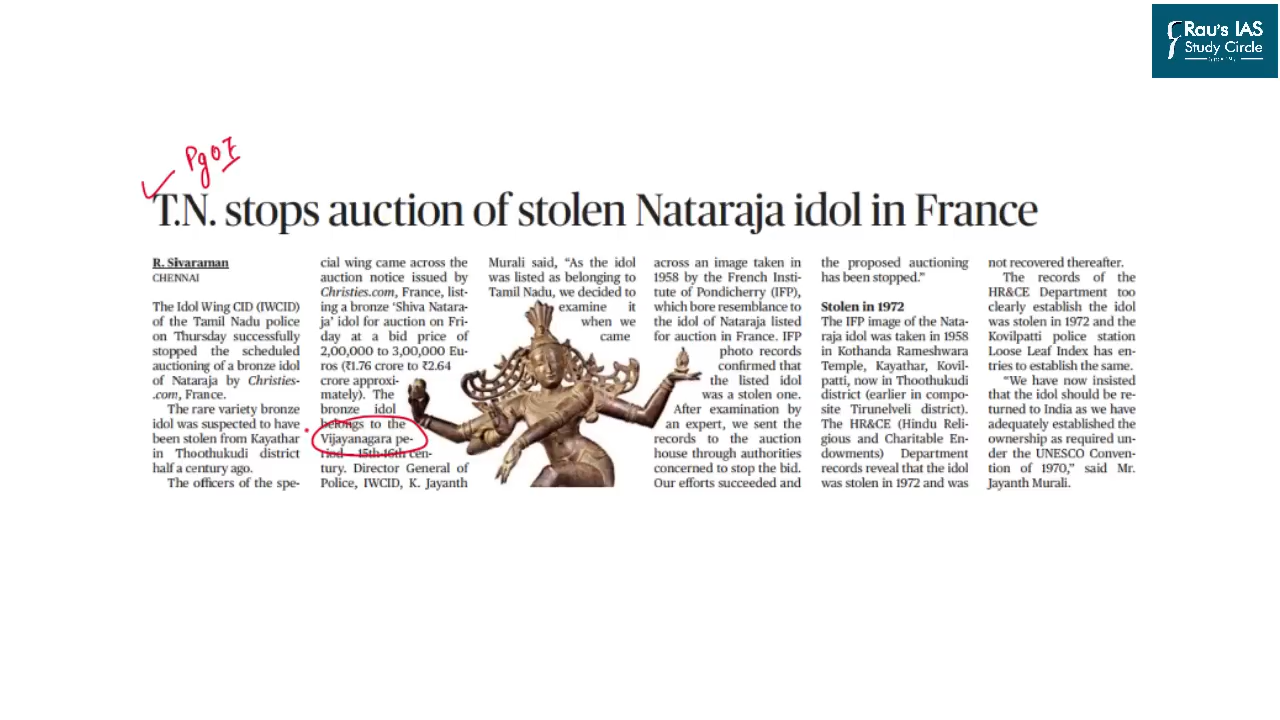 Rau's IAS
Study Circle
Pg 07
T.N. stops auction of stolen Nataraja idol in France
R. Sivaraman
CHENNAI
The Idol Wing CID (IWCID)
of the Tamil Nadu police
on Thursday successfully
stopped the scheduled
auctioning of a bronze idol
of Nataraja by Christies-
.com, France.
The rare variety bronze
idol was suspected to have
been stolen from Kayathar
in Thoothukudi district
half a century ago.
The officers of the spe-
cial wing came across the
auction notice issued by
Christies.com, France, list-
ing a bronze ‘Shiva Natara-
ja’ idol for auction on Fri-
day at a bid price of
2,00,000 to 3,00,000 Eu-
ros (₹1.76 crore to ₹2.64
crore approxi-
mately). The
bronze idol
belongs to the
Vijayanagara pe-
riod – 15th-16th cen-
tury. Director General of
Police, IWCID, K. Jayanth
Murali said, “As the idol
was listed as belonging to
Tamil Nadu, we decided to
examine it
when we
came
across an image taken in
1958 by the French Insti-
tute of Pondicherry (IFP),
which bore resemblance to
the idol of Nataraja listed
for auction in France. IFP
photo records
confirmed that
the listed idol
was a stolen one.
After examination by
an expert, we sent the
records to the auction
house through authorities
concerned to stop the bid.
Our efforts succeeded and
the proposed auctioning
has been stopped.”
Stolen in 1972
The IFP image of the Nata-
raja idol was taken in 1958
in Kothanda Rameshwara
Temple, Kayathar, Kovil-
patti, now in Thoothukudi
district (earlier in compo-
site Tirunelveli district).
The HR&CE (Hindu Reli-
gious and Charitable En-
dowments) Department
records reveal that the idol
was stolen in 1972 and was
not recovered thereafter.
The records of the
HR&CE Department too
clearly establish the idol
was stolen in 1972 and the
Kovilpatti police station
Loose Leaf Index has en-
tries to establish the same.
“We have now insisted
that the idol should be re-
turned to India as we have
adequately established the
ownership as required un-
der the UNESCO Conven-
tion of 1970,” said Mr.
Jayanth Murali.